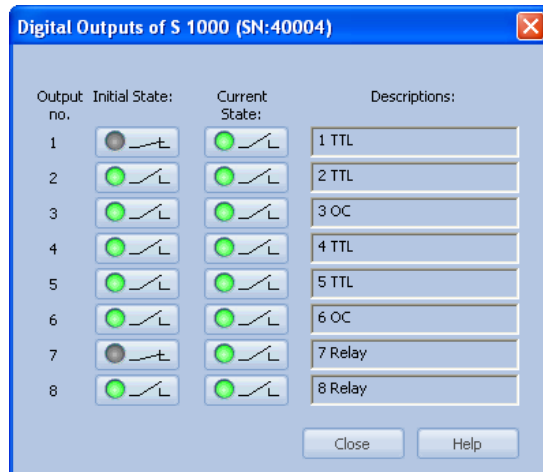 Digital Outputs of S 1000 (SN:40004)
Output no. Initial State: Current State: Descriptions:
1 1 TTL
2 2 TTL
3 3 OC
4 4 TTL
5 5 TTL
6 6 OC
7 7 Relay
8 8 Relay
Close Help